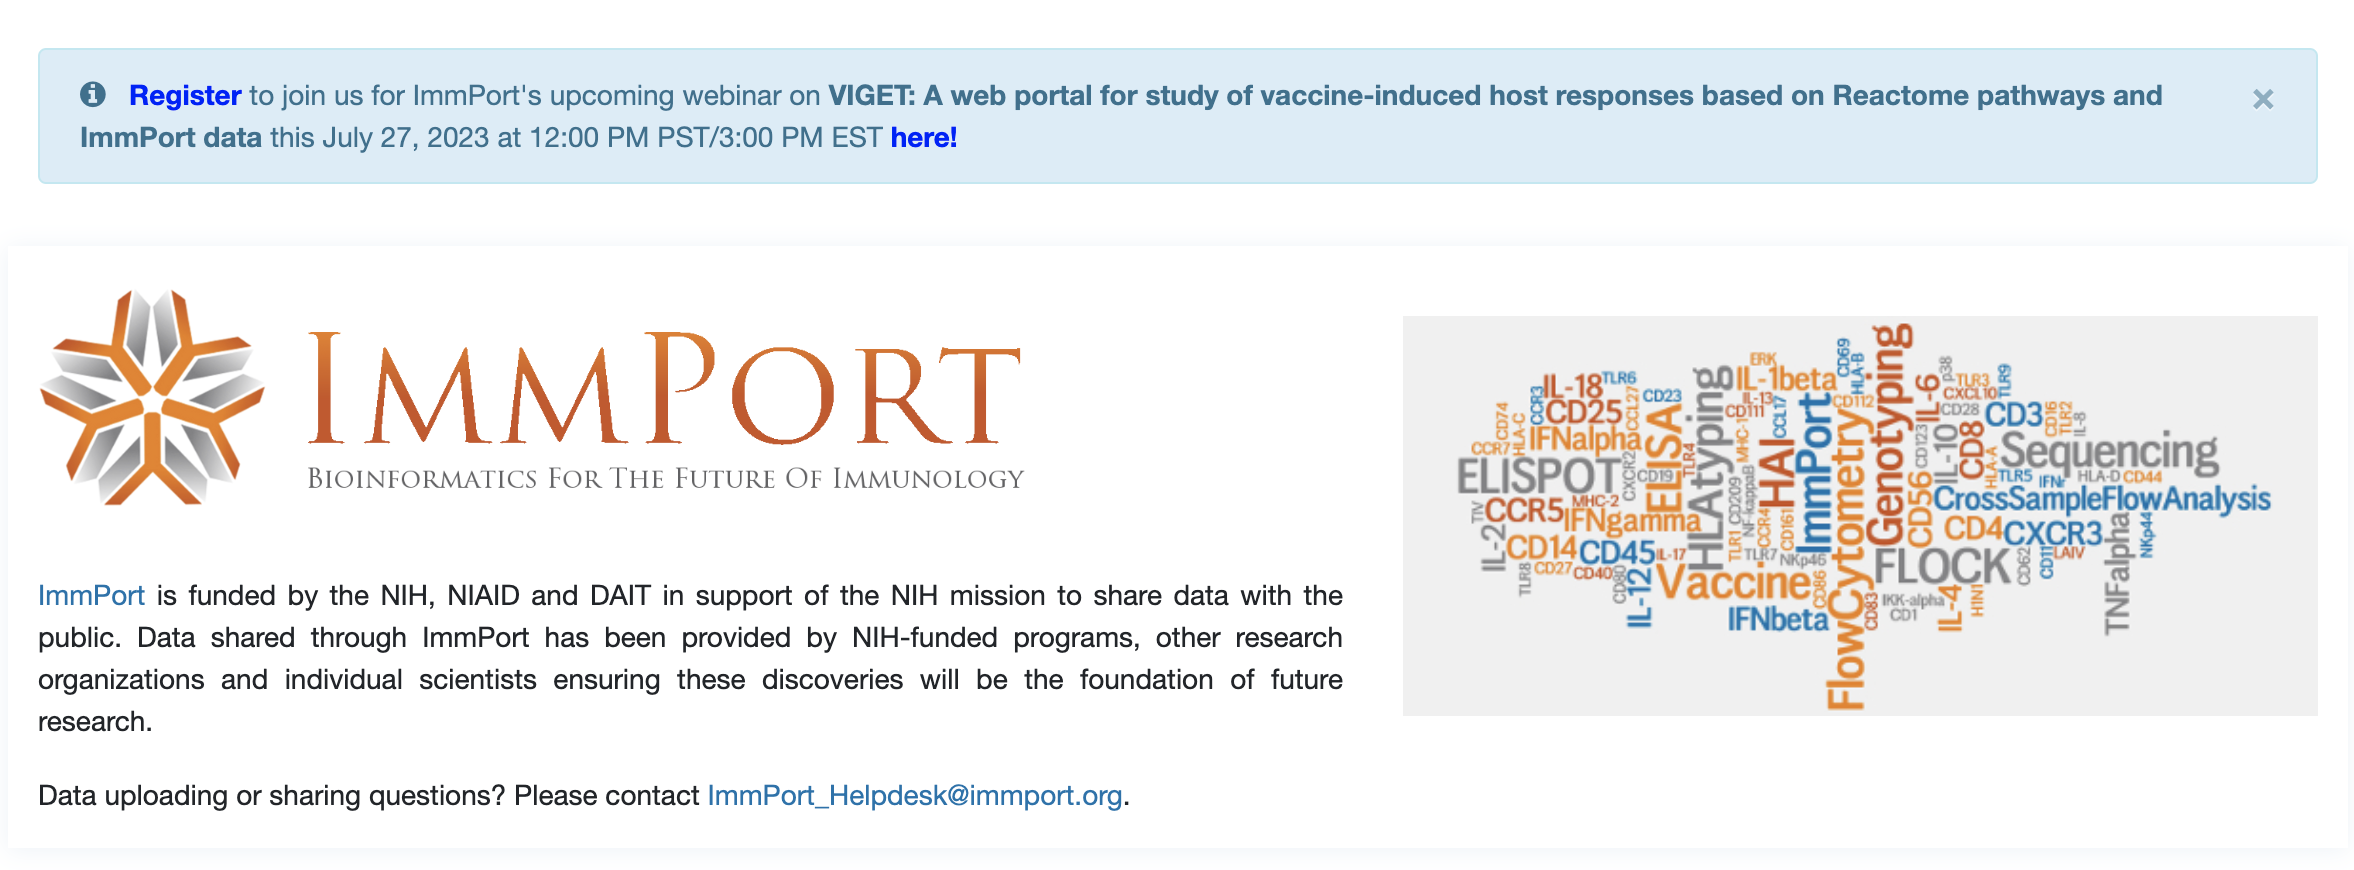 Register to join us for ImmPort's upcoming webinar on VIGET: A web portal for study of vaccine-induced host responses based on Reactome pathways and
ImmPort data this July 27, 2023 at 12:00 PM PST/3:00 PM EST here!
×
IMMPORT
BIOINFORMATICS FOR THE FUTURE OF IMMUNOLOGY
ImmPort is funded by the NIH, NIAID and DAIT in support of the NIH mission to share data with the
public. Data shared through ImmPort has been provided by NIH-funded programs, other research
organizations and individual scientists ensuring these discoveries will be the foundation of future
research.
Data uploading or sharing questions? Please contact ImmPort_Helpdesk@immport.org.
IL-18
TLR6
CCR3
CD25
CCL27
CD23
CD74
HLA-C
IFNalpha
CCR7
ELISPOT
CXCR2
CD19
ELISA
TLR4
HLAtyping
TIV
CCR5
MHC-2
IFNgamma
IL-2
CD14
CD45
IL-17
TLR8
CD27
CD40
CD80
IL-12
Vaccine
IFNbeta
ERK
IL-1beta
IL-13
CD111
CCL17
MHC-1
HAI
CD209
NF-kappaB
TLR1
CCR4
CD161
TLR7
NKp46
ImmPort
CD69
HLA-B
CD112
FlowCytometry
CD86
CD83
Genotyping
IL-6
p38
TLR3
TLR9
CXCL10
CD28
CD3
CD16
TLR2
IL-8
CD123
IL-10
CD8
HLA-A
Sequencing
TLR5
IFNr
HLA-D
CD44
CD56
CrossSampleFlowAnalysis
CD4
CXCR3
FLOCK
CD62
CD11
LAIV
TNFalpha
NKp44
IKK-alpha
CD1
IL-4
H1N1